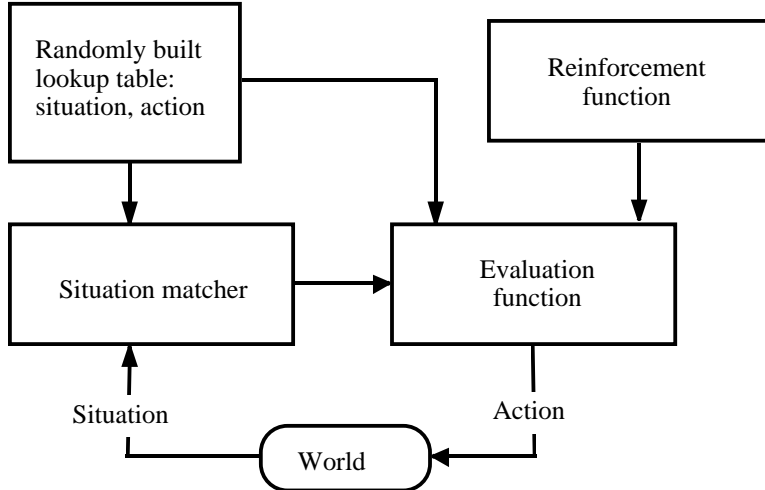 Randomly built
lookup table:
situation, action
Reinforcement
function
Situation matcher
Evaluation
function
Situation
Action
World